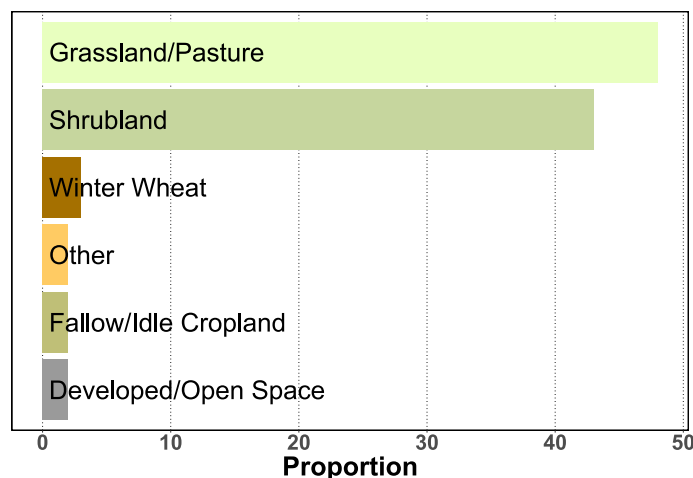 Grassland/Pasture
Shrubland
Winter Wheat
Other
Fallow/Idle Cropland
Developed/Open Space
0 10 20 30 40 50
Proportion